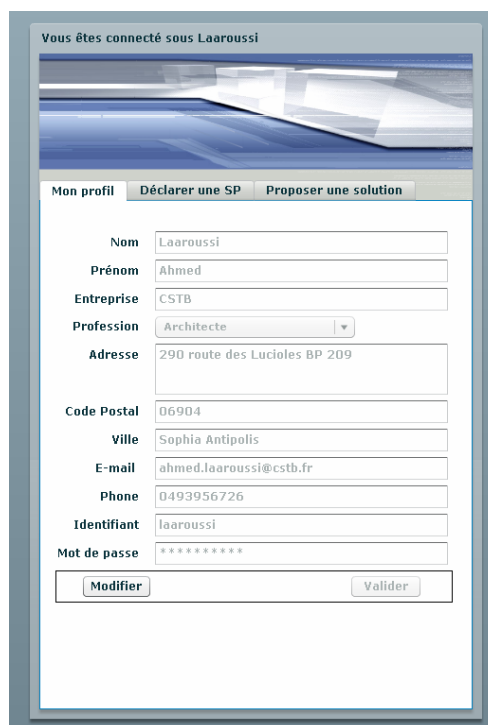 Vous êtes connecté sous Laaroussi
Mon profil Déclarer une SP Proposer une solution
Nom Laaroussi
Prénom Ahmed
Entreprise CSTB
Profession Architecte
Adresse 290 route des Lucioles BP 209
Code Postal 06904
Ville Sophia Antipolis
E-mail ahmed.laaroussi@cstb.fr
Phone 0493956726
Identifiant laaroussi
Mot de passe **********
Modifier Valider